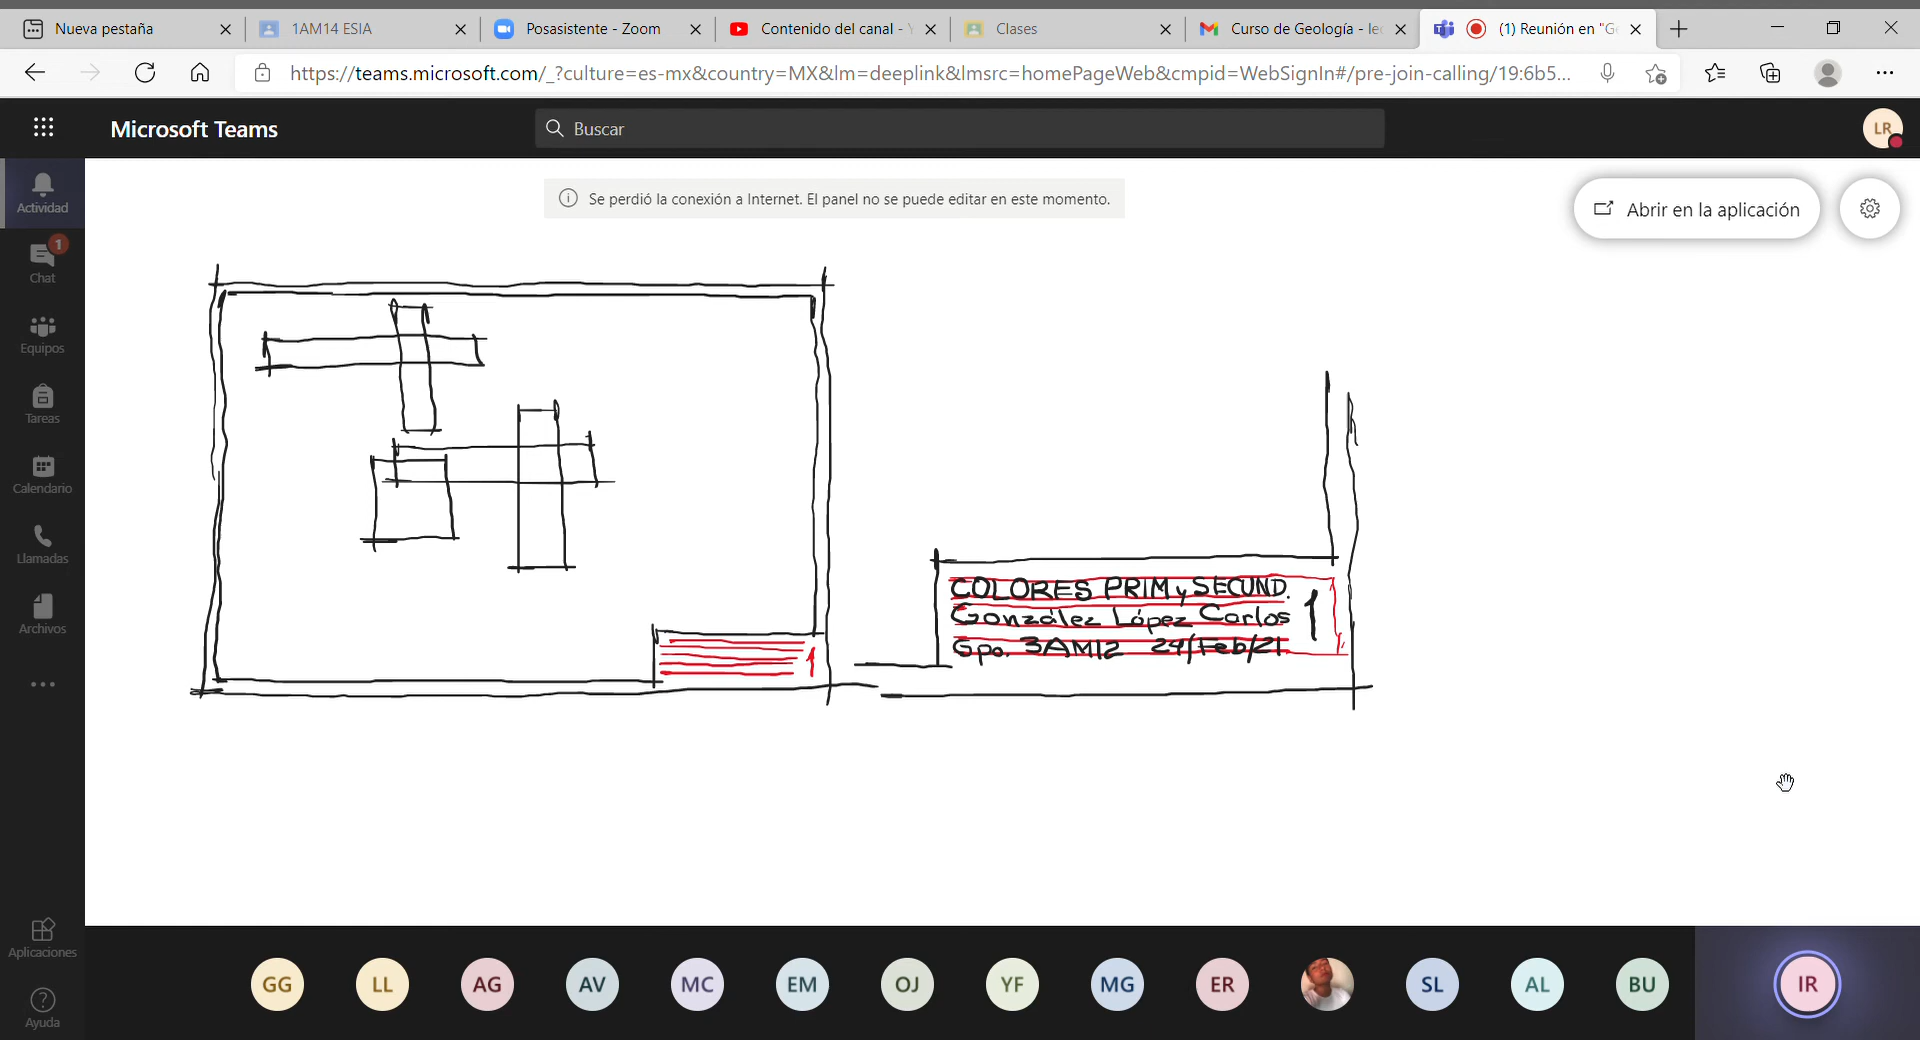 Nueva pestaña
1AM14 ESIA
Posasistente - Zoom
Contenido del canal - Y
Clases
Curso de Geología - lec
(1) Reunión en "Ge
https://teams.microsoft.com/_?culture=es-mx&country=MX&lm=deeplink&lmsrc=homePageWeb&cmpid=WebSignIn#/pre-join-calling/19:6b5...
Microsoft Teams
Buscar
LR
Actividad
Se perdió la conexión a Internet. El panel no se puede editar en este momento.
Abrir en la aplicación
1
Chat
Equipos
Tareas
Calendario
Llamadas
Archivos
COLORES PRIM y SECUND. 1
González López Carlos
Gpo. 3AM12 24/Feb/21
1
Aplicaciones
Ayuda
GG LL AG AV MC EM OJ YF MG ER SL AL BU IR